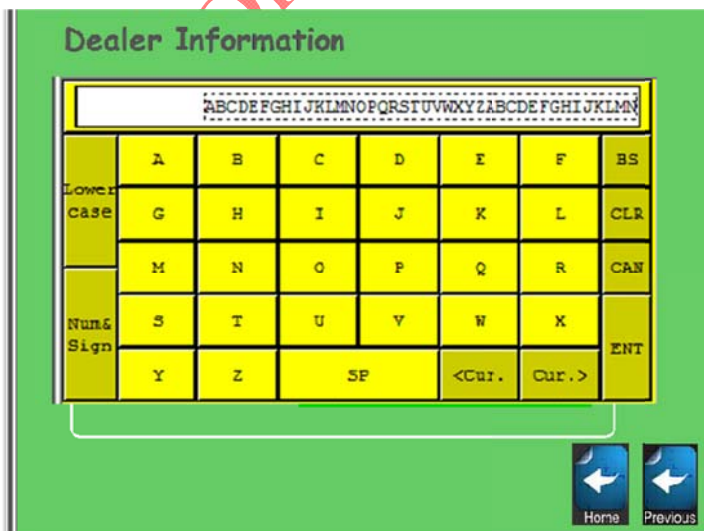 Dealer Information
ABCDEFGHIJKLMNOPQRSTUVWXYZABCDEFGHIJKLMN
Lower case
A B C D E F BS
G H I J K L CLR
M N O P Q R CAN
Num& Sign
S T U V W X ENT
Y Z SP <Cur. Cur.>
Home Previous